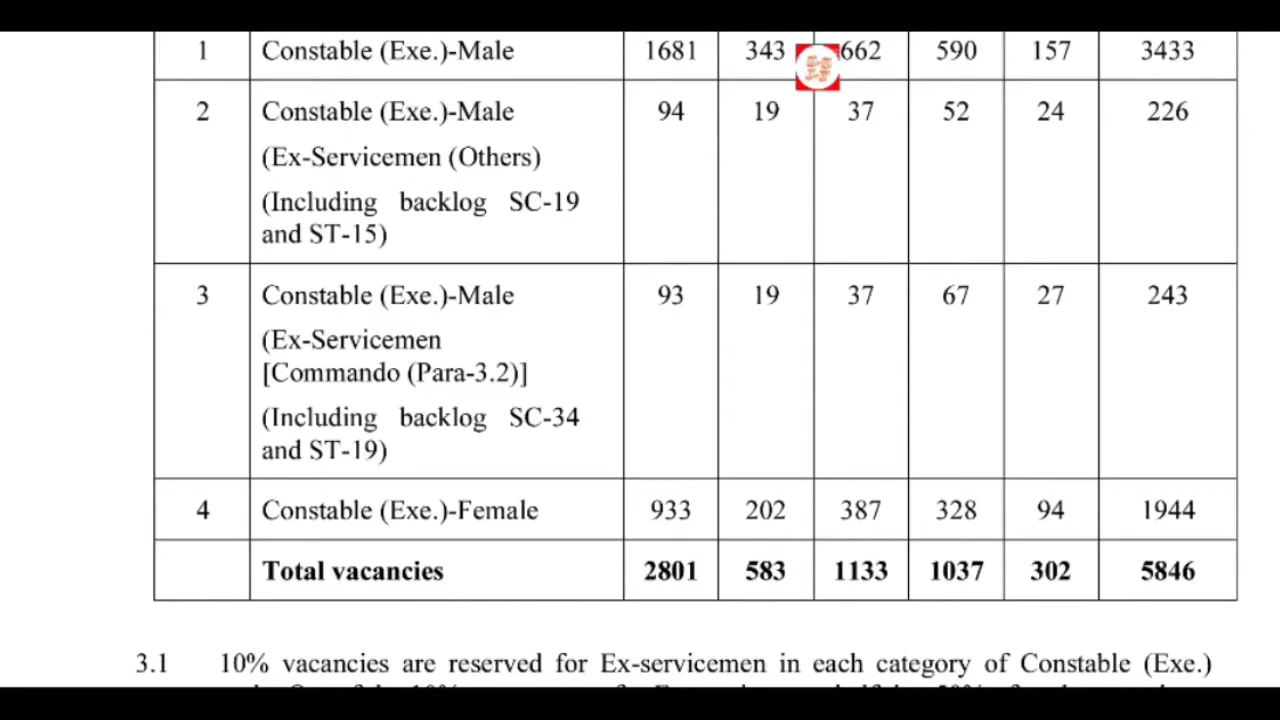 1 Constable (Exe.)-Male 1681 343 662 590 157 3433
2 Constable (Exe.)-Male 94 19 37 52 24 226
(Ex-Servicemen (Others)
(Including backlog SC-19
and ST-15)
3 Constable (Exe.)-Male 93 19 37 67 27 243
(Ex-Servicemen
[Commando (Para-3.2)]
(Including backlog SC-34
and ST-19)
4 Constable (Exe.)-Female 933 202 387 328 94 1944
Total vacancies 2801 583 1133 1037 302 5846
3.1 10% vacancies are reserved for Ex-servicemen in each category of Constable (Exe.)